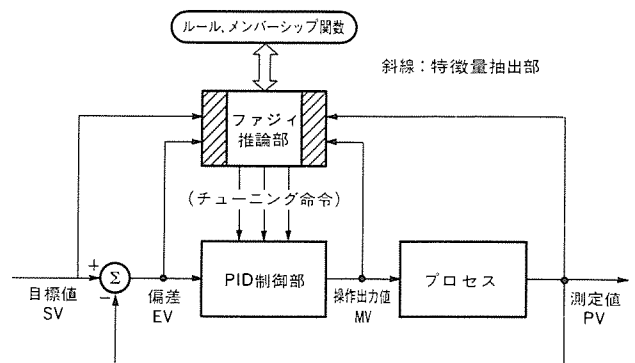 ルール、メンバーシップ関数
斜線：特徴量抽出部
ファジィ
推論部
(チューニング命令)
+
Σ
−
PID制御部
プロセス
目標値
SV
偏差
EV
操作出力値
MV
測定値
PV